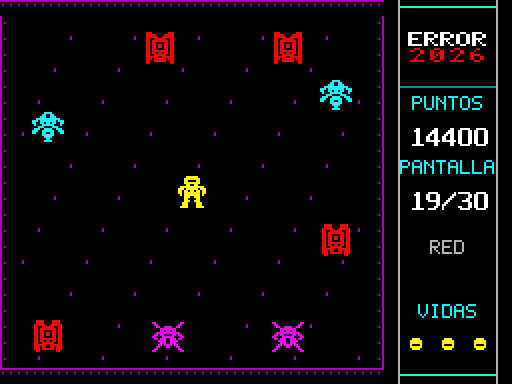 ERROR
2026
PUNTOS
14400
PANTALLA
19/30
RED
VIDAS